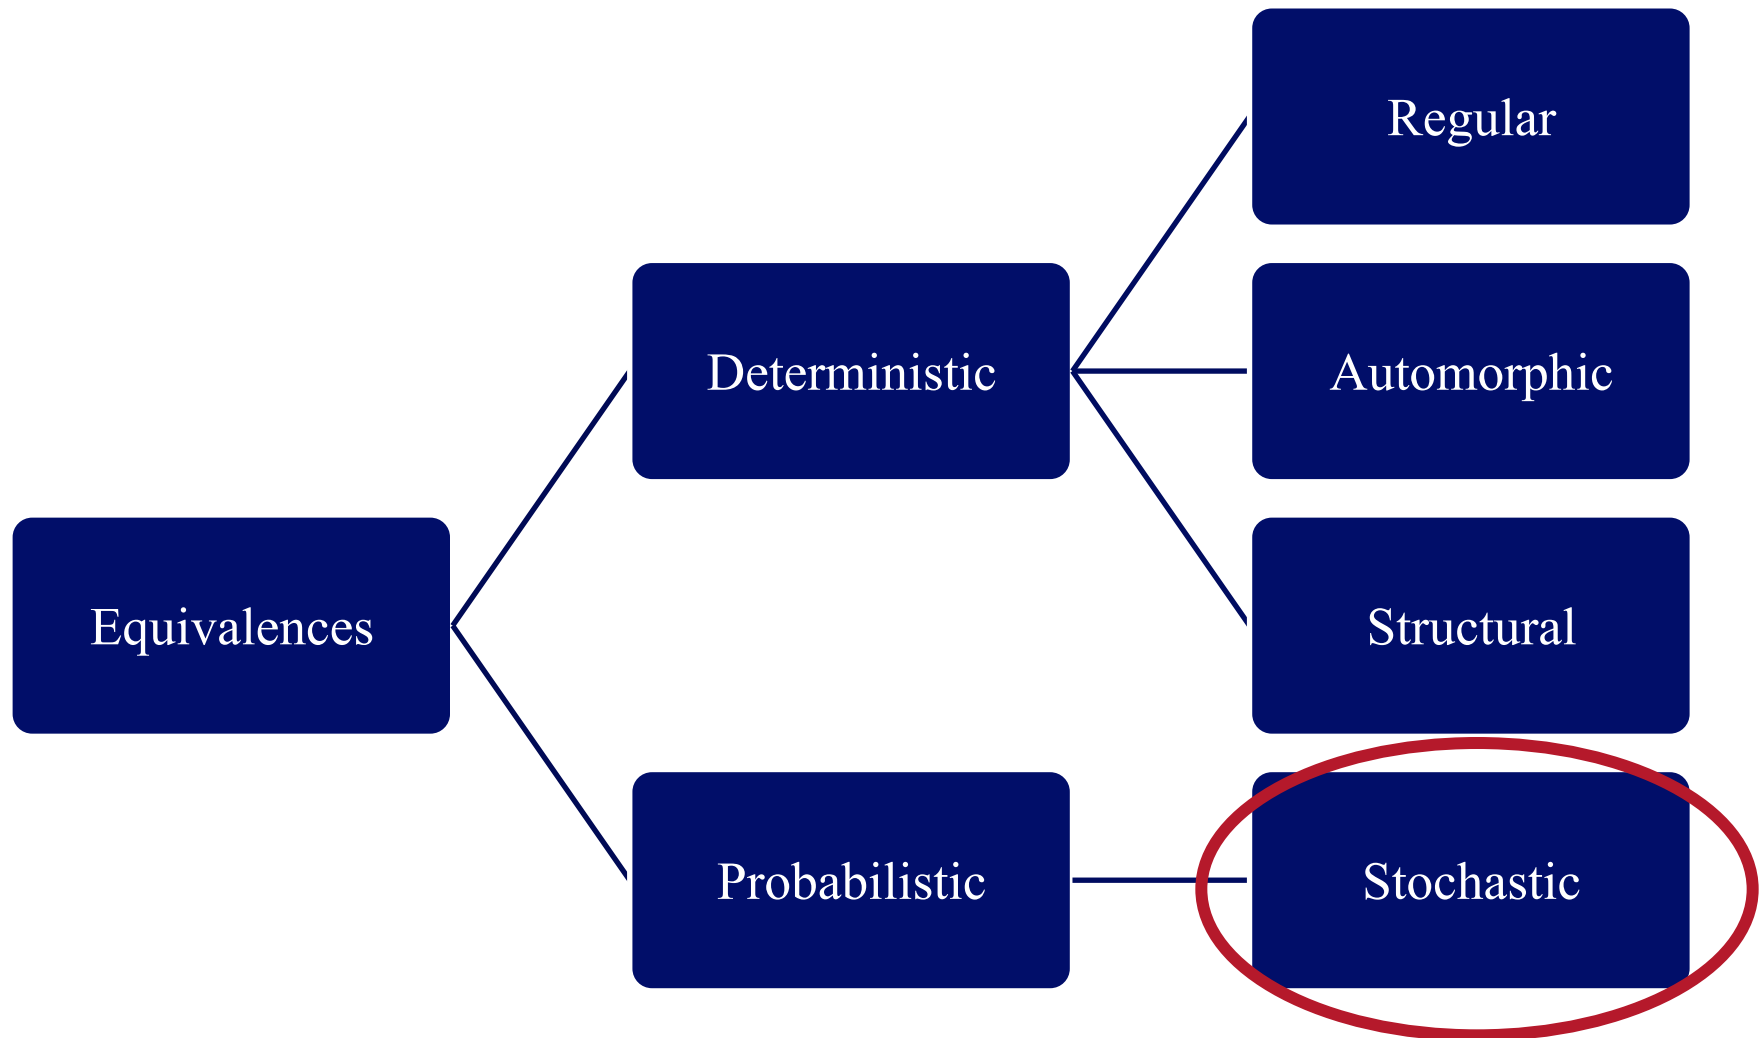 Regular
Deterministic
Automorphic
Equivalences
Structural
Probabilistic
Stochastic